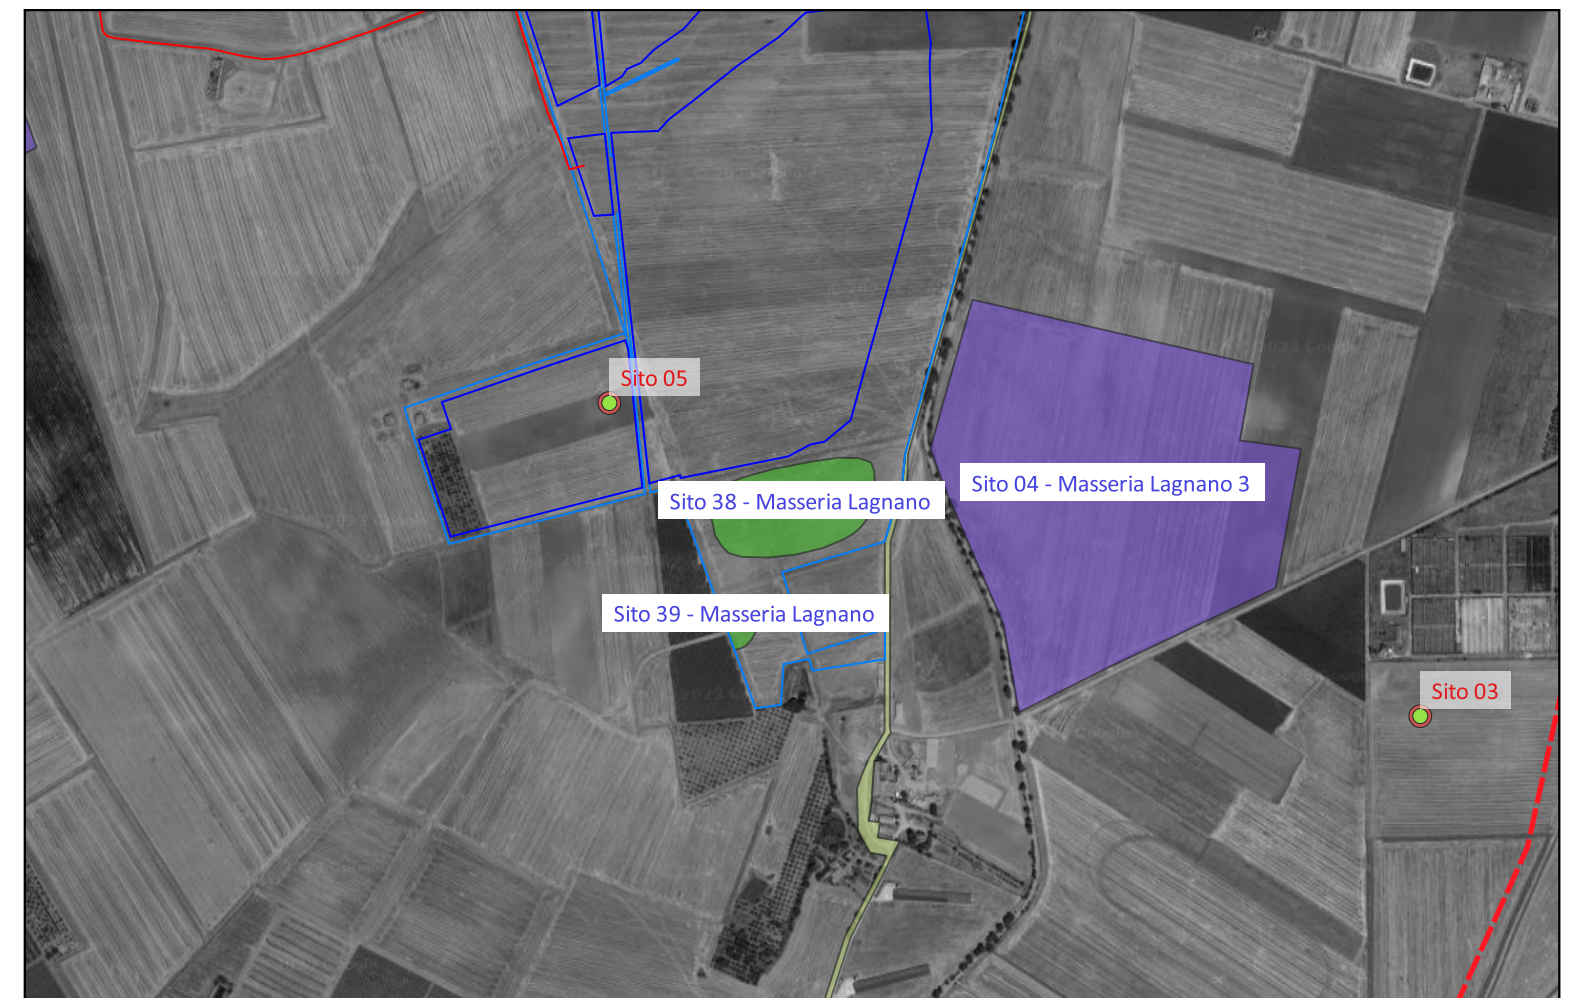 Sito 05
Sito 04 - Masseria Lagnano 3
Sito 38 - Masseria Lagnano
Sito 39 - Masseria Lagnano
Sito 03